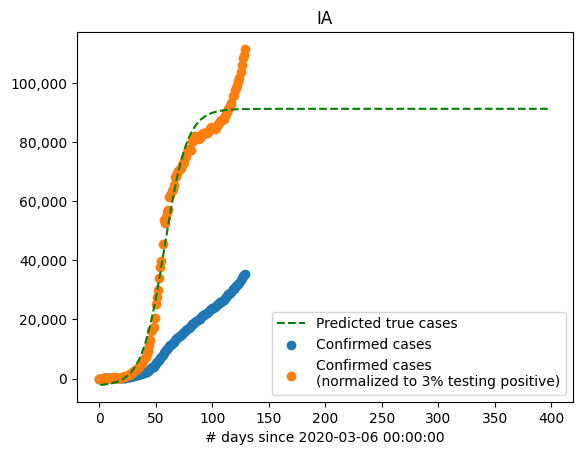 IA
100,000
80,000
60,000
40,000
20,000
0
Predicted true cases
Confirmed cases
Confirmed cases
(normalized to 3% testing positive)
0 50 100 150 200 250 300 350 400
# days since 2020-03-06 00:00:00